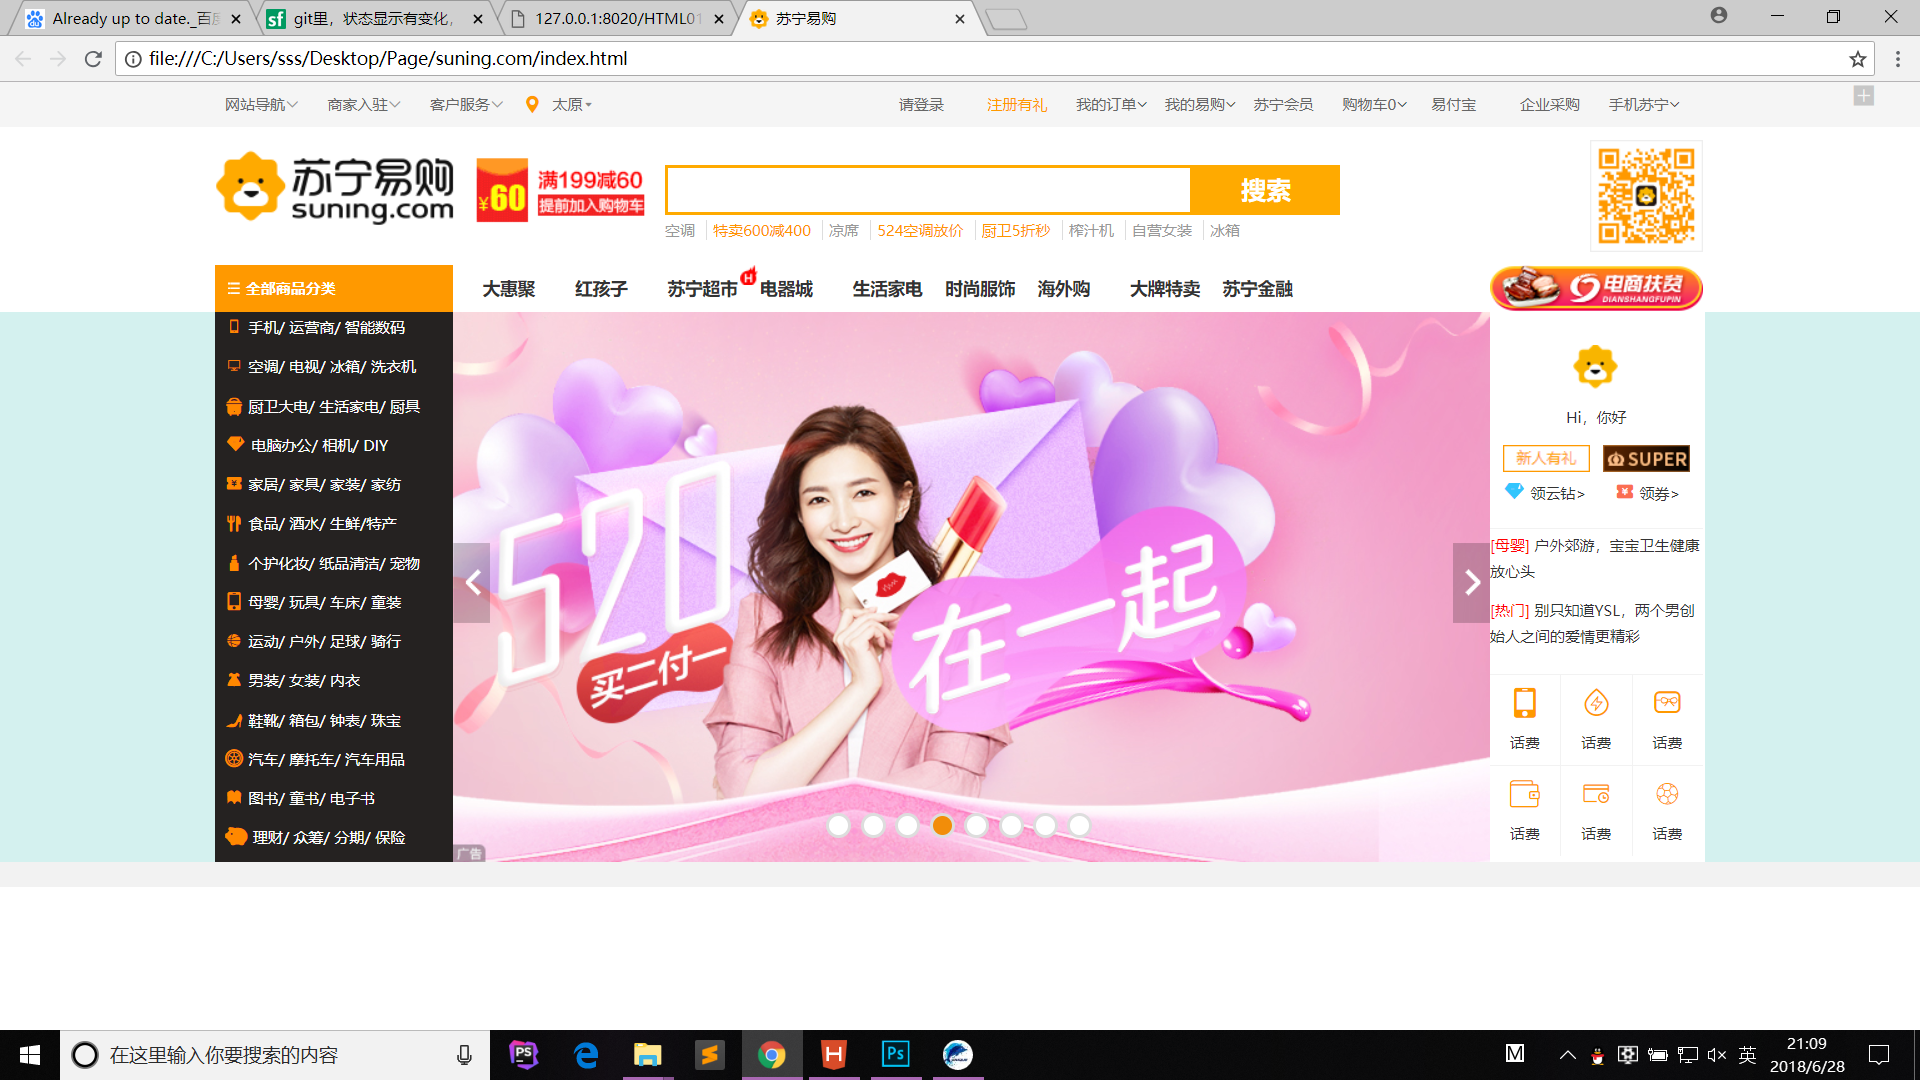 Already up to date._百度
git里，状态显示有变化，
127.0.0.1:8020/HTML01
苏宁易购
file:///C:/Users/sss/Desktop/Page/suning.com/index.html
网站导航 商家入驻 客户服务 太原 请登录 注册有礼 我的订单 我的易购 苏宁会员 购物车0 易付宝 企业采购 手机苏宁
苏宁易购
suning.com
¥60
满199减60
提前加入购物车
搜索
空调 特卖600减400 凉席 524空调放价 厨卫5折秒 榨汁机 自营女装 冰箱
全部商品分类
大惠聚 红孩子 苏宁超市 H 电器城 生活家电 时尚服饰 海外购 大牌特卖 苏宁金融
电商扶贫
DIANSHANGFUPIN
手机/ 运营商/ 智能数码
空调/ 电视/ 冰箱/ 洗衣机
厨卫大电/ 生活家电/ 厨具
电脑办公/ 相机/ DIY
家居/ 家具/ 家装/ 家纺
食品/ 酒水/ 生鲜/特产
个护化妆/ 纸品清洁/ 宠物
母婴/ 玩具/ 车床/ 童装
运动/ 户外/ 足球/ 骑行
男装/ 女装/ 内衣
鞋靴/ 箱包/ 钟表/ 珠宝
汽车/ 摩托车/ 汽车用品
图书/ 童书/ 电子书
理财/ 众筹/ 分期/ 保险
520
买二付一
在一起
广告
Hi，你好
新人有礼 SUPER
领云钻> 领券>
[母婴] 户外郊游，宝宝卫生健康
放心头
[热门] 别只知道YSL，两个男创
始人之间的爱情更精彩
话费 话费 话费
话费 话费 话费
在这里输入你要搜索的内容
PS
H
Ps
M
英
21:09
2018/6/28